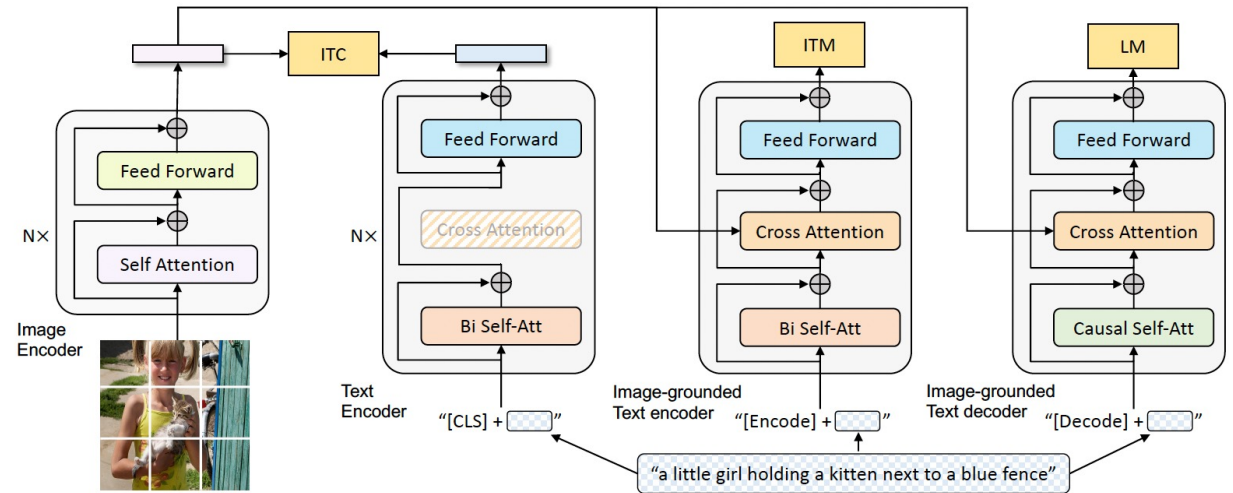 ITC
ITM
LM
Feed Forward
Self Attention
N×
Image
Encoder
Feed Forward
Cross Attention
Bi Self-Att
N×
Text
Encoder
“[CLS] + ”
Feed Forward
Cross Attention
Bi Self-Att
Image-grounded
Text encoder
“[Encode] + ”
Feed Forward
Cross Attention
Causal Self-Att
Image-grounded
Text decoder
“[Decode] + ”
“a little girl holding a kitten next to a blue fence”